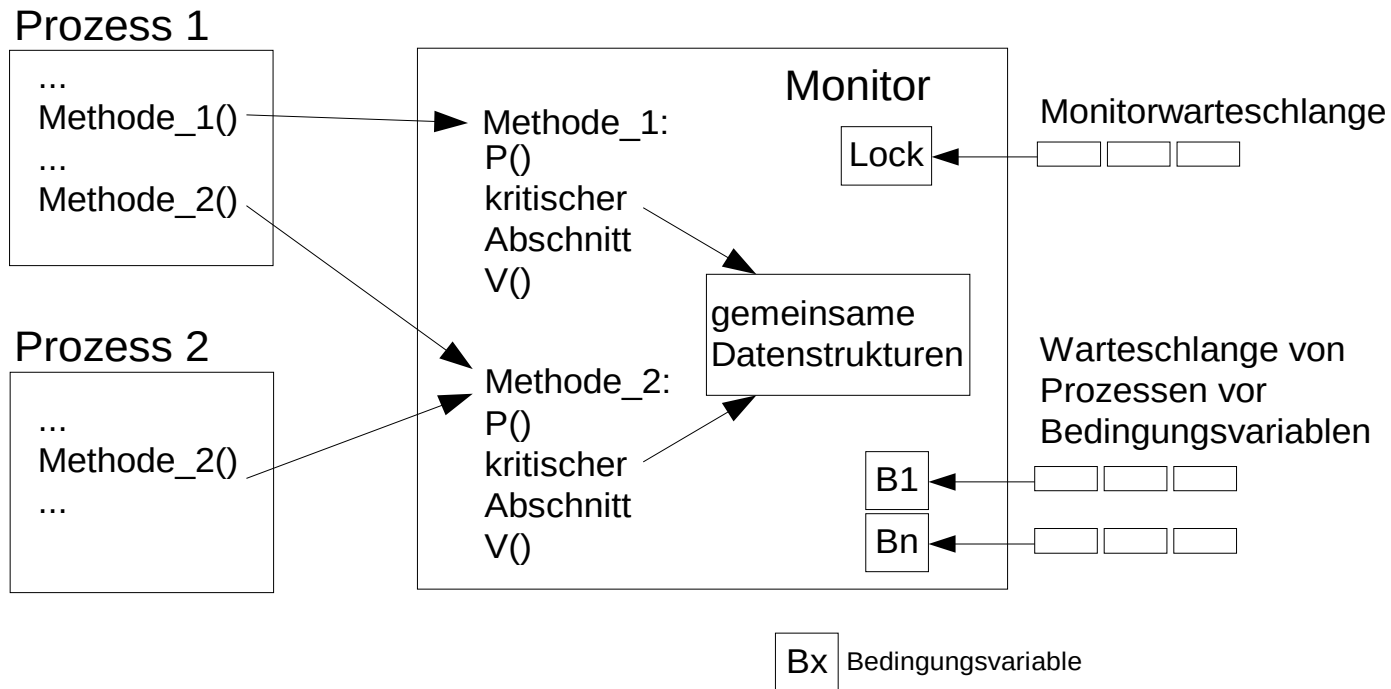 Prozess 1
...
Methode_1()
...
Methode_2()
Prozess 2
...
Methode_2()
...
Monitor
Methode_1:
P()
kritischer
Abschnitt
V()
Methode_2:
P()
kritischer
Abschnitt
V()
Lock
gemeinsame
Datenstrukturen
B1
Bn
Monitorwarteschlange
Warteschlange von
Prozessen vor
Bedingungsvariablen
Bx Bedingungsvariable